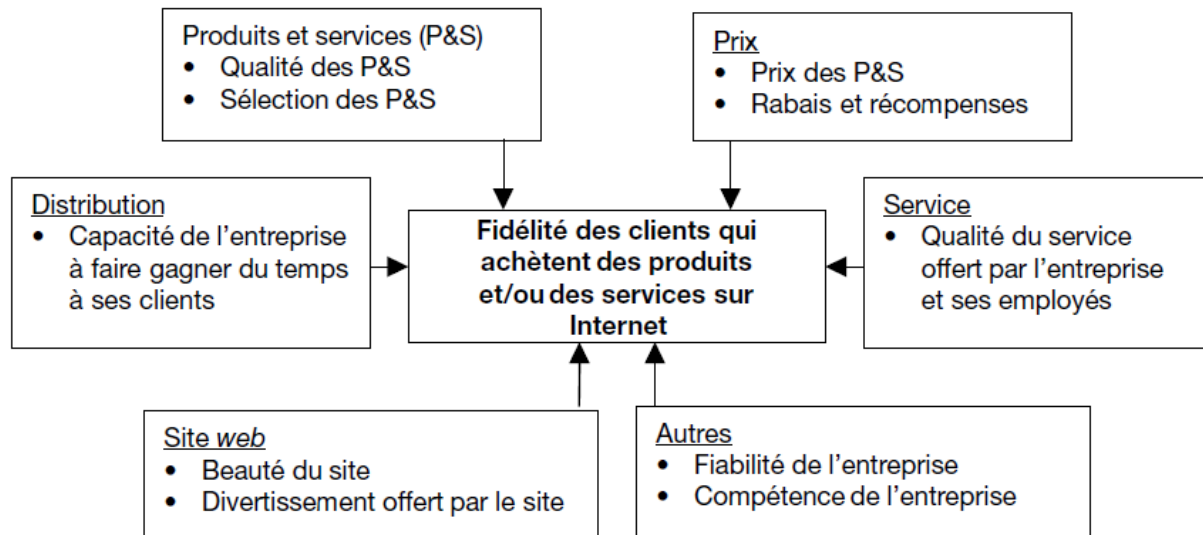 Produits et services (P&S)
• Qualité des P&S
• Sélection des P&S
Prix
• Prix des P&S
• Rabais et récompenses
Distribution
• Capacité de l'entreprise
à faire gagner du temps
à ses clients
Fidélité des clients qui
achètent des produits
et/ou des services sur
Internet
Service
• Qualité du service
offert par l'entreprise
et ses employés
Site web
• Beauté du site
• Divertissement offert par le site
Autres
• Fiabilité de l'entreprise
• Compétence de l'entreprise